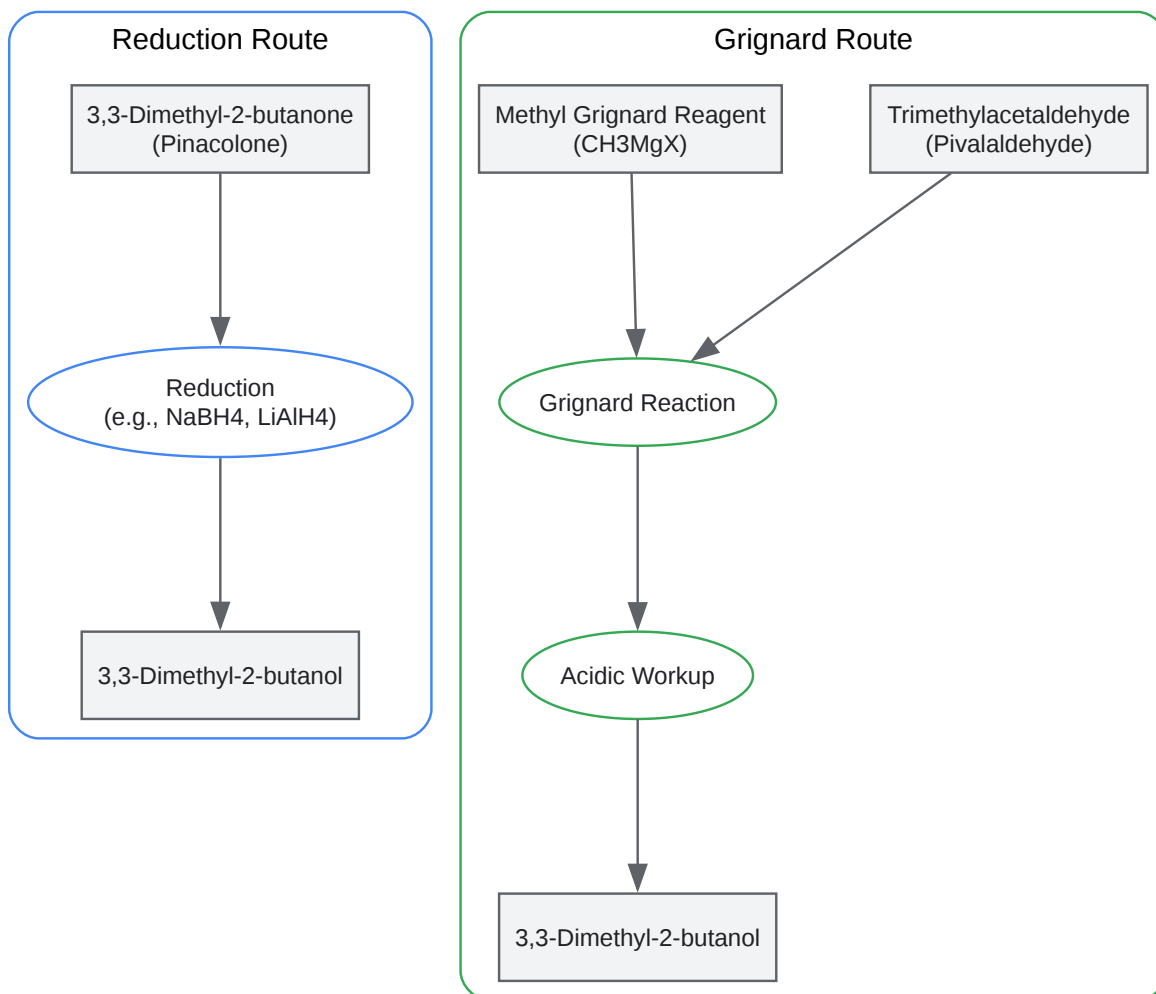 Reduction Route
3,3-Dimethyl-2-butanone
(Pinacolone)
Reduction
(e.g., NaBH4, LiAlH4)
3,3-Dimethyl-2-butanol
Grignard Route
Methyl Grignard Reagent
(CH3MgX)
Trimethylacetaldehyde
(Pivalaldehyde)
Grignard Reaction
Acidic Workup
3,3-Dimethyl-2-butanol